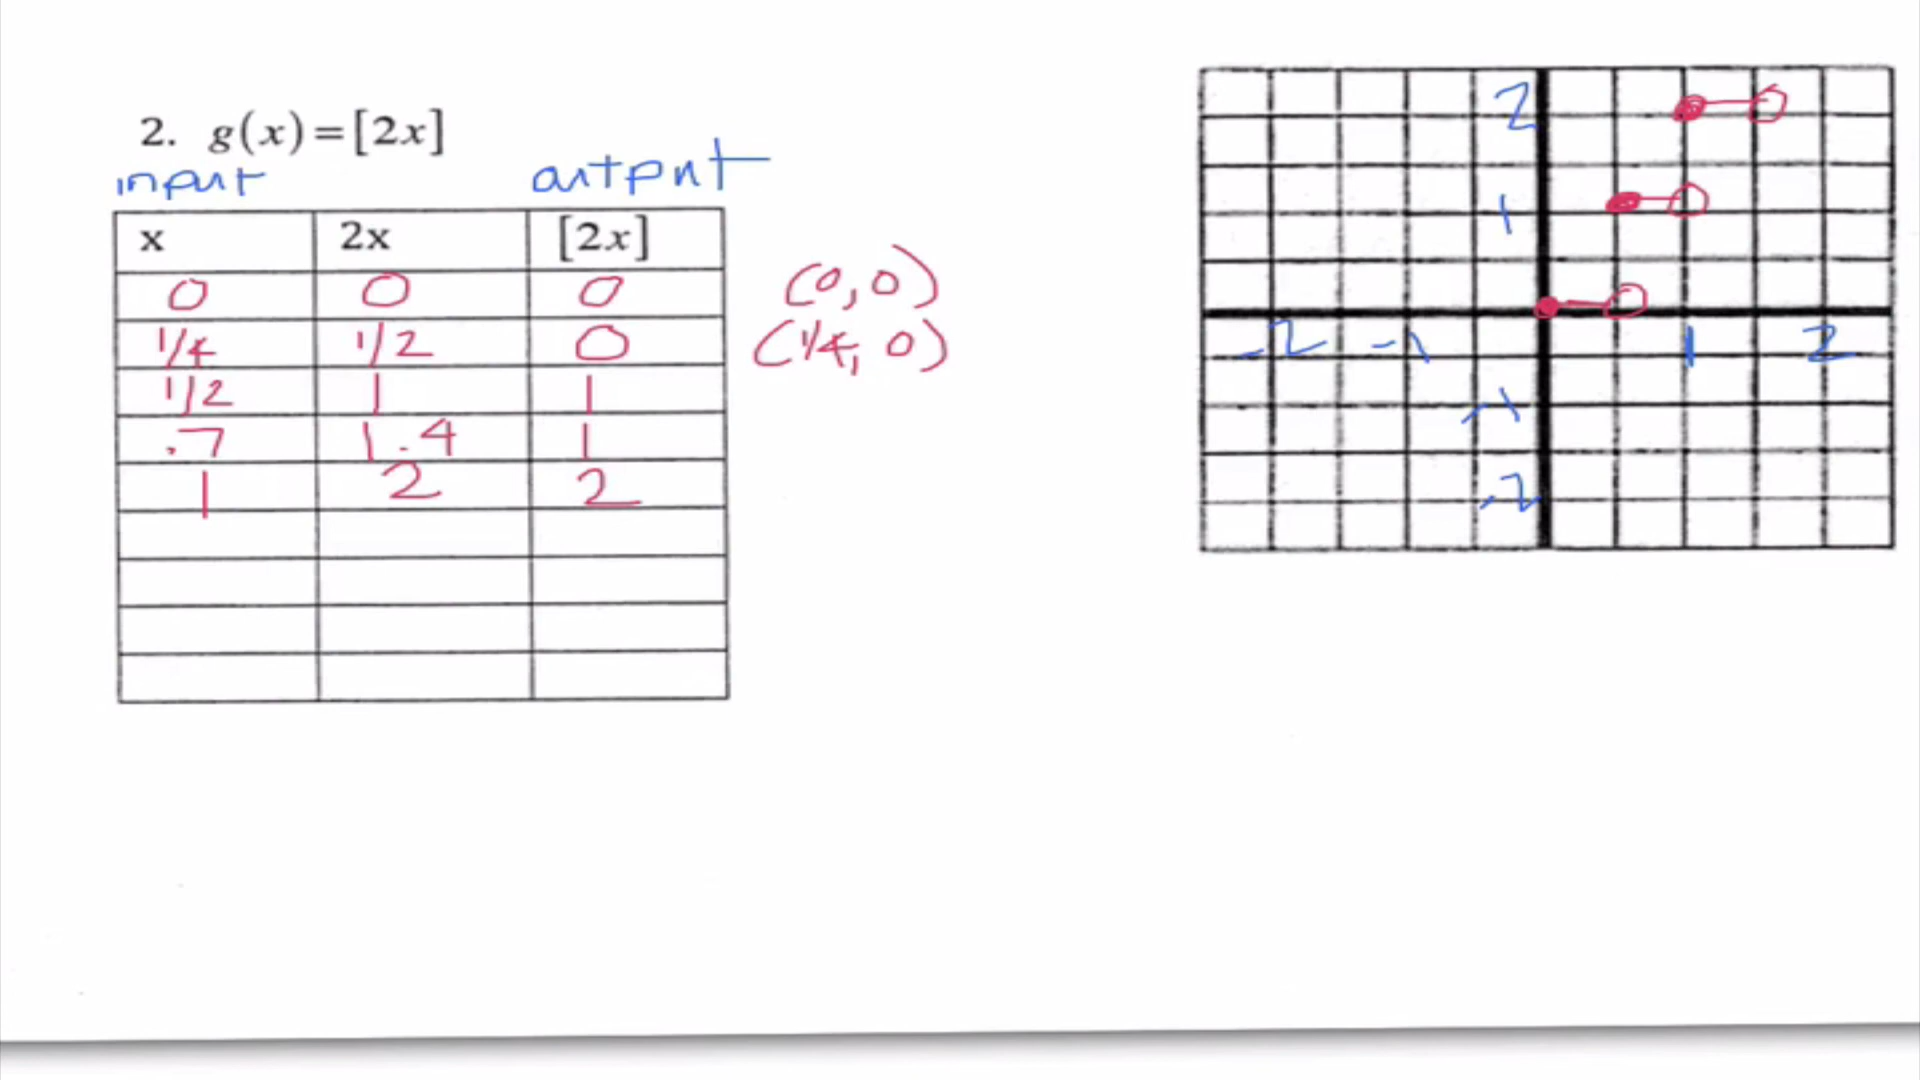 2. g(x)=[2x]
input output
x 2x [2x]
0 0 0 (0,0)
1/4 1/2 0 (1/4, 0)
1/2 1 1
.7 1.4 1
1 2 2
2
1
-2 -1 1 2
-1
-2